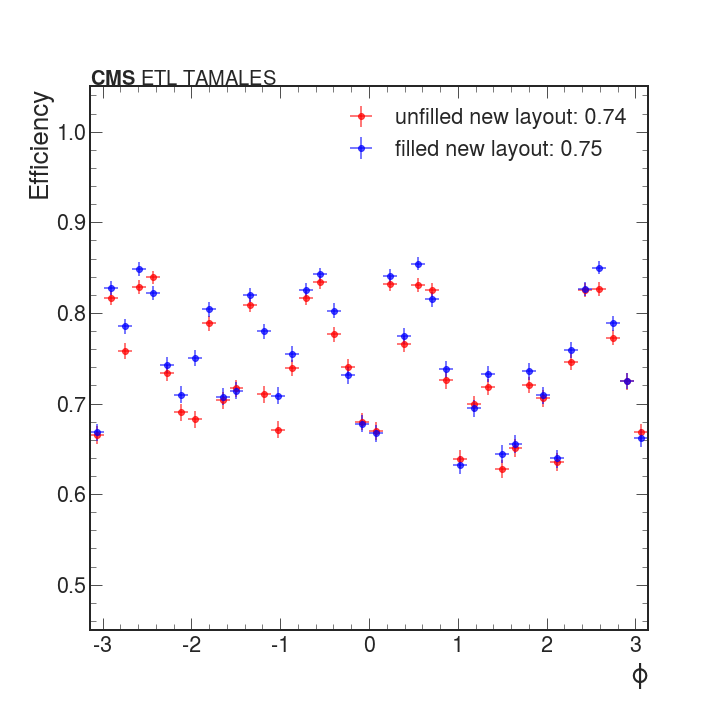 CMS ETL TAMALES
Efficiency
unfilled new layout: 0.74
filled new layout: 0.75
1.0
0.9
0.8
0.7
0.6
0.5
-3 -2 -1 0 1 2 3
ϕ